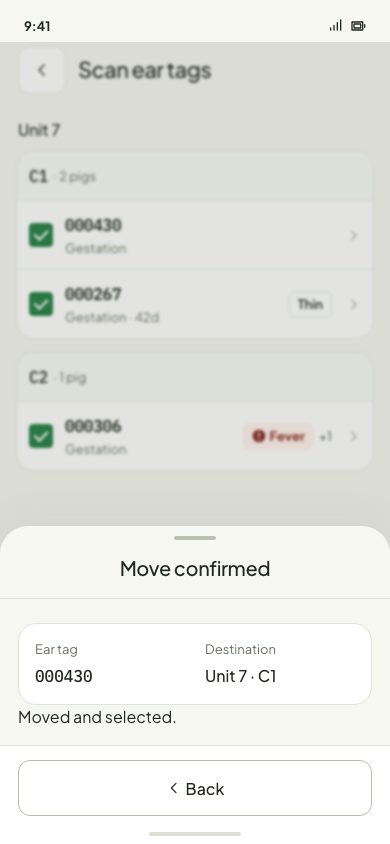 9:41
Scan ear tags
Unit 7
C1 · 2 pigs
000430
Gestation
000267
Gestation · 42d
Thin
C2 · 1 pig
000306
Gestation
Fever +1
Move confirmed
Ear tag
Destination
000430
Unit 7 · C1
Moved and selected.
Back